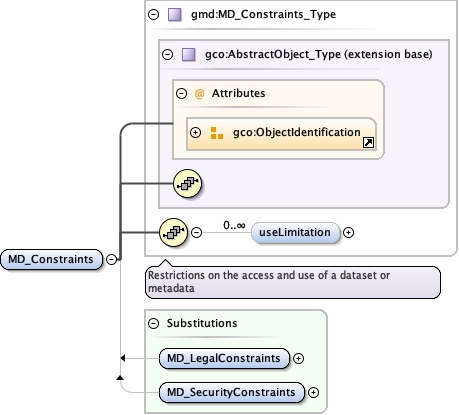 gmd:MD_Constraints_Type
gco:AbstractObject_Type (extension base)
@ Attributes
gco:ObjectIdentification
0..∞
useLimitation
MD_Constraints
Restrictions on the access and use of a dataset or
metadata
Substitutions
MD_LegalConstraints
MD_SecurityConstraints